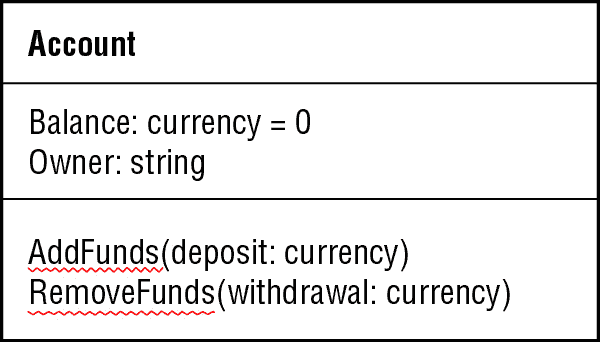 Account
Balance: currency = 0
Owner: string
AddFunds(deposit: currency)
RemoveFunds(withdrawal: currency)